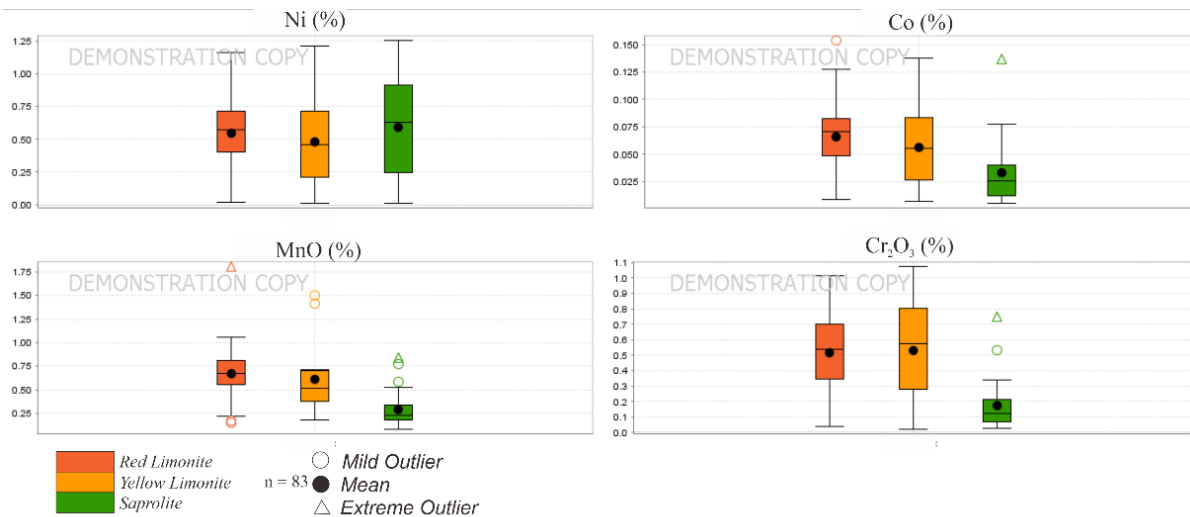 Ni (%)
DEMONSTRATION COPY
1.25
1.00
0.75
0.50
0.25
0.00
Co (%)
DEMONSTRATION COPY
0.150
0.125
0.100
0.075
0.050
0.025
MnO (%)
DEMONSTRATION COPY
1.75
1.50
1.25
1.00
0.75
0.50
0.25
Cr₂O₃ (%)
DEMONSTRATION COPY
1.1
1.0
0.9
0.8
0.7
0.6
0.5
0.4
0.3
0.2
0.1
0.0
Red Limonite
Yellow Limonite
Saprolite
n = 83
Mild Outlier
Mean
Extreme Outlier